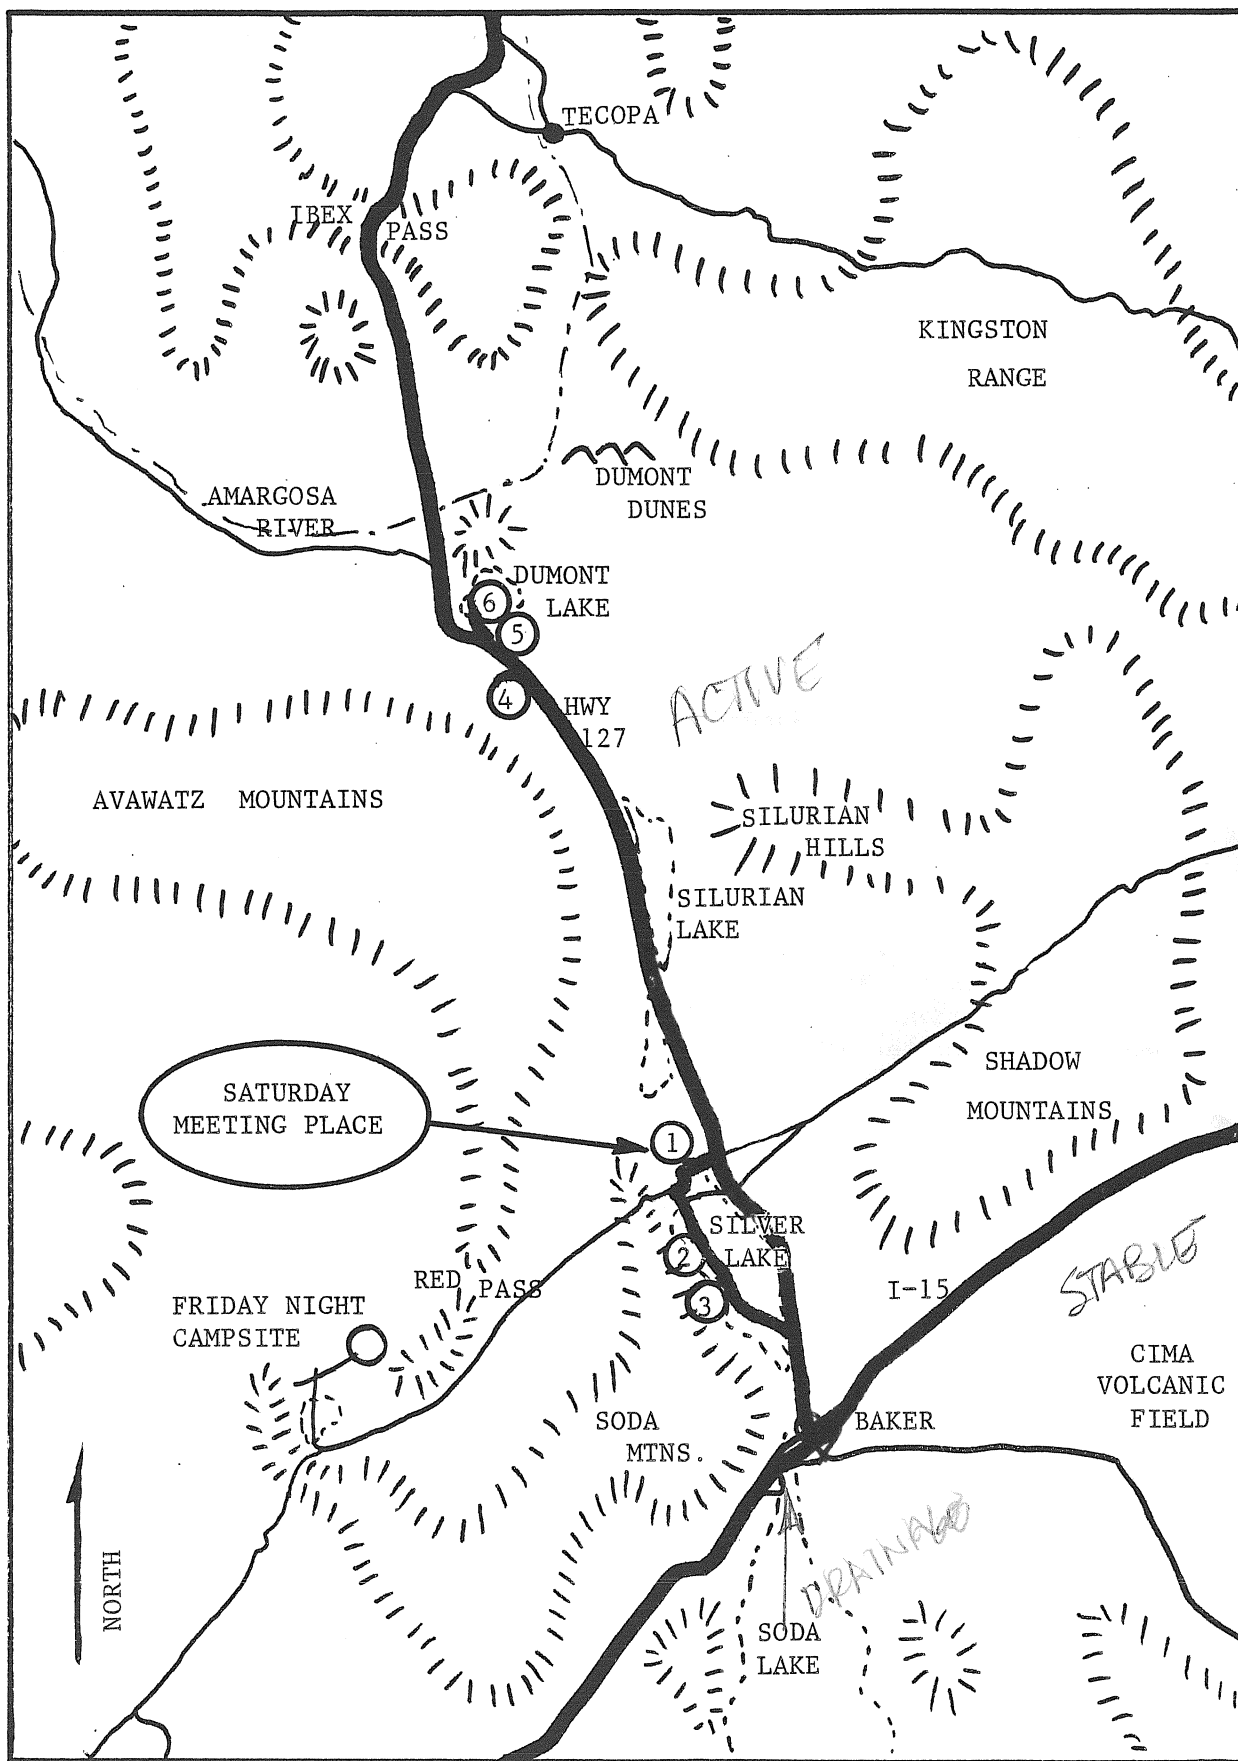 TECOPA
IBEX PASS
KINGSTON
RANGE
DUMONT
DUNES
AMARGOSA
RIVER
DUMONT
LAKE
6
5
4
HWY
127
ACTIVE
AVAWATZ MOUNTAINS
SILURIAN
HILLS
SILURIAN
LAKE
SHADOW
MOUNTAINS
SATURDAY
MEETING PLACE
1
SILVER
LAKE
2
3
RED PASS
I-15
STABLE
FRIDAY NIGHT
CAMPSITE
CIMA
VOLCANIC
FIELD
SODA
MTNS.
BAKER
DRAINAGE
NORTH
SODA
LAKE